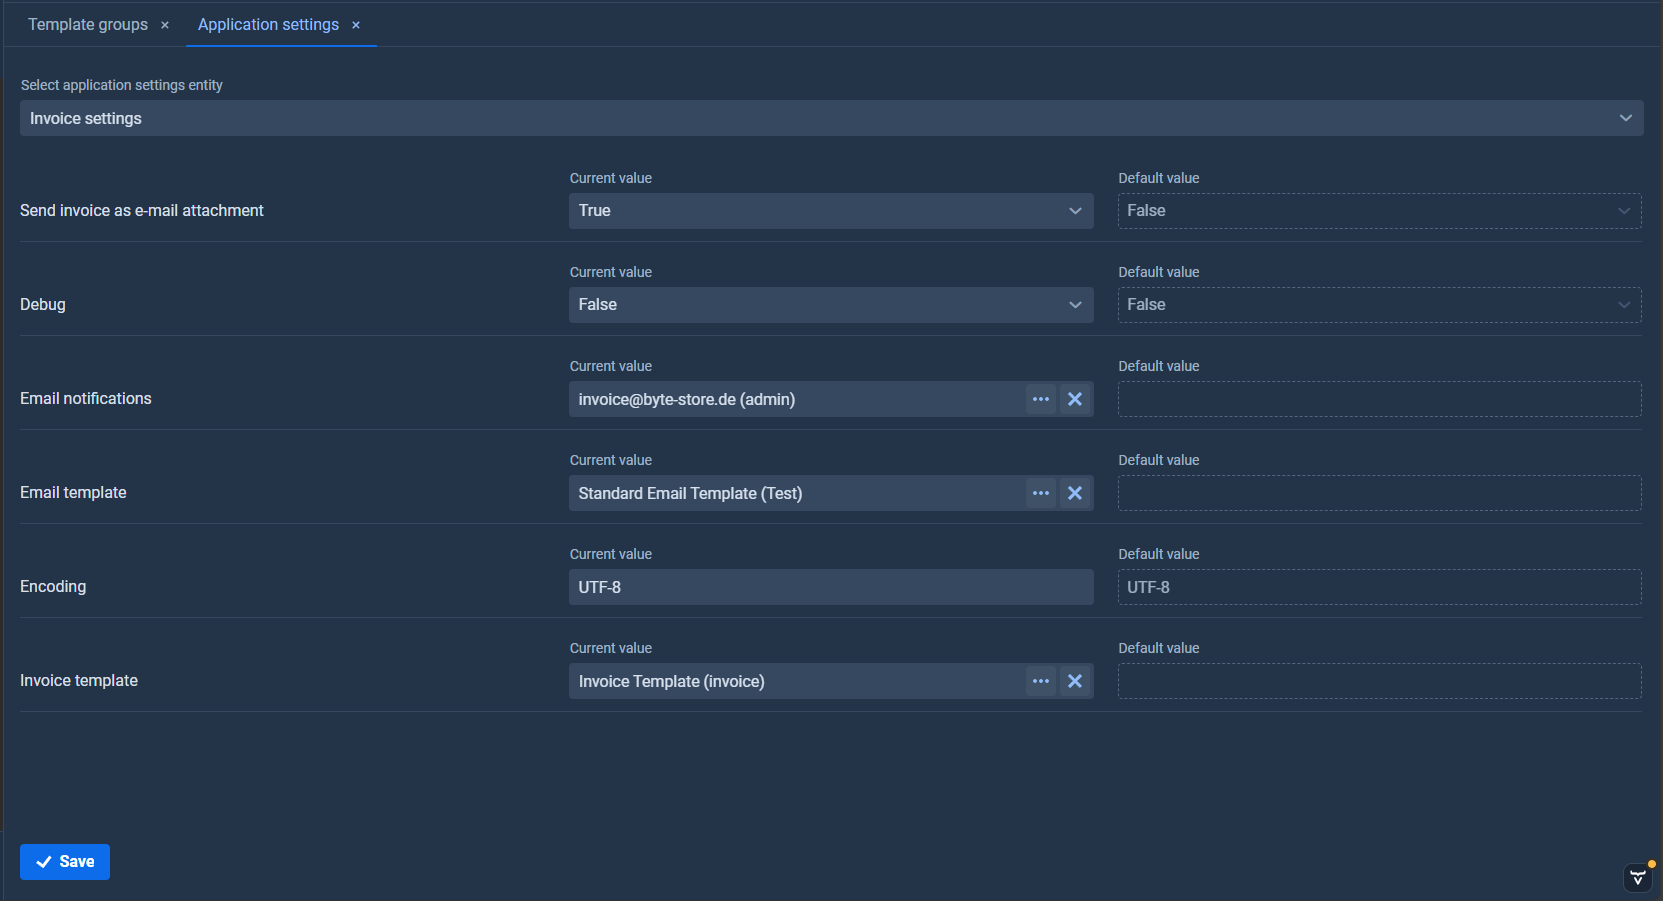 Template groups
Application settings
Select application settings entity
Invoice settings
Current value
Default value
Send invoice as e-mail attachment
True
False
Current value
Default value
Debug
False
False
Current value
Default value
Email notifications
invoice@byte-store.de (admin)
Current value
Default value
Email template
Standard Email Template (Test)
Current value
Default value
Encoding
UTF-8
UTF-8
Current value
Default value
Invoice template
Invoice Template (invoice)
Save